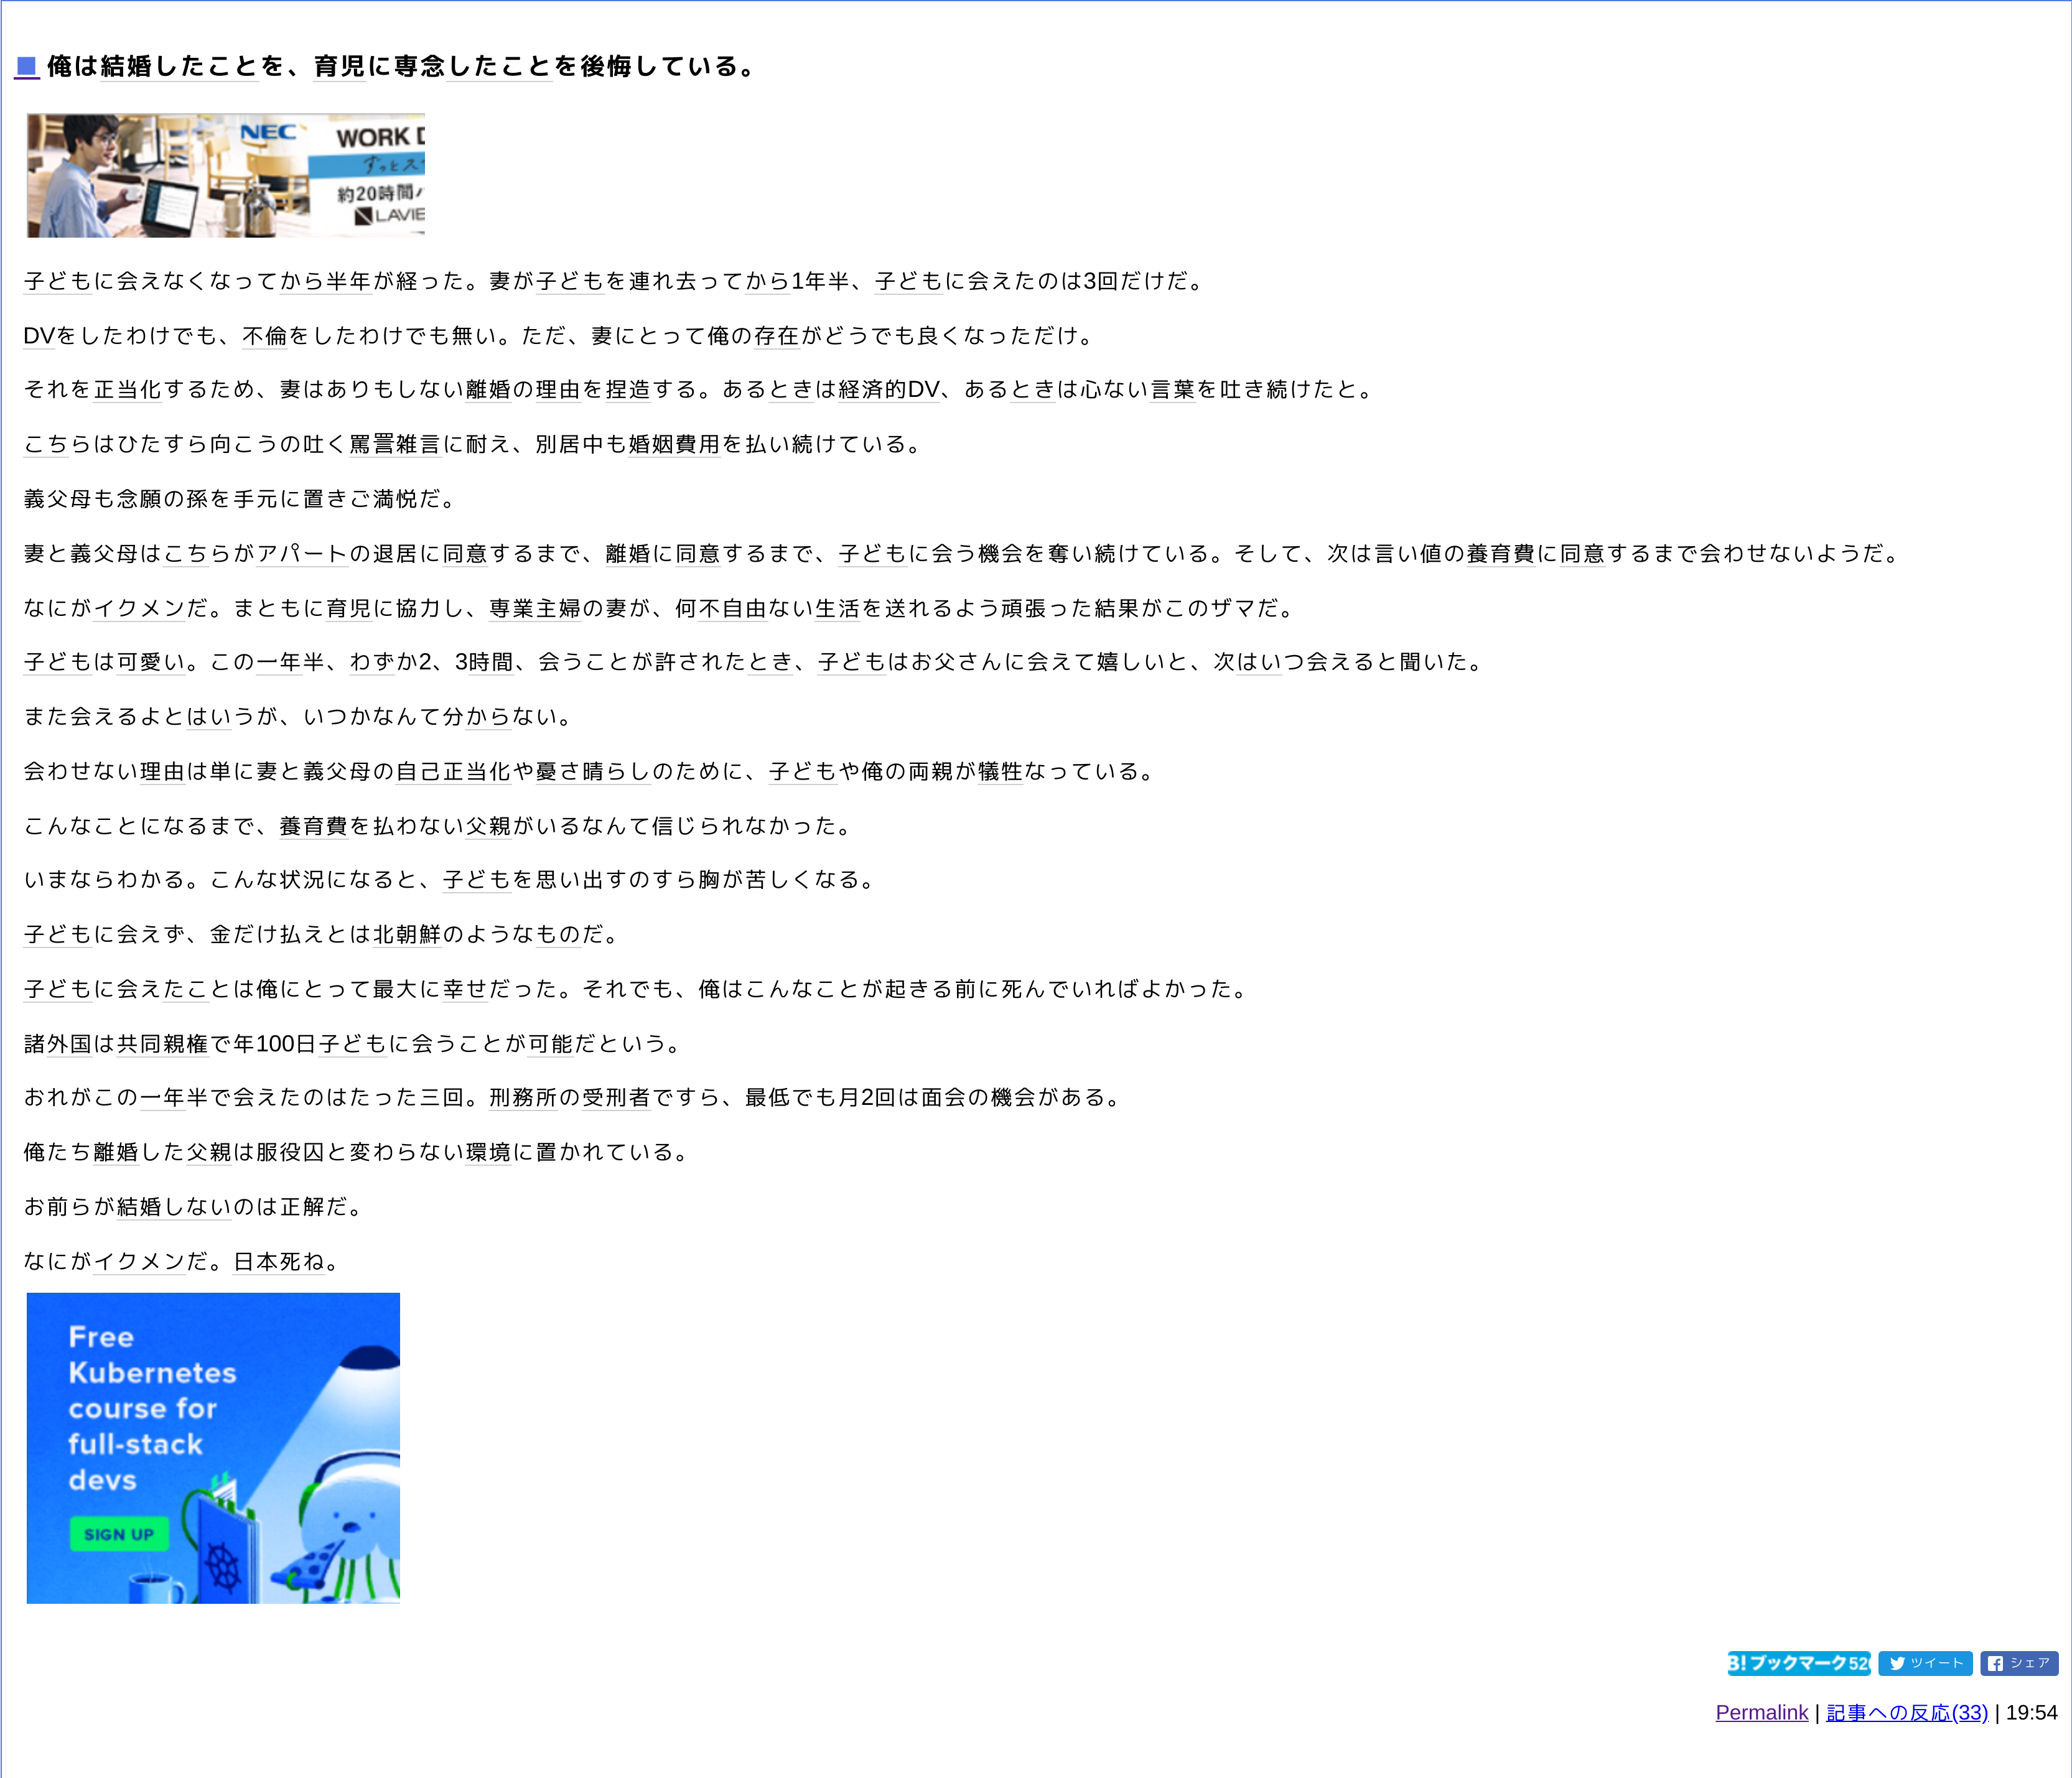 ■ 俺は結婚したことを、育児に専念したことを後悔している。
NEC
WORK
ずっとス
約20時間
LAVIE
子どもに会えなくなってから半年が経った。妻が子どもを連れ去ってから1年半、子どもに会えたのは3回だけだ。
DVをしたわけでも、不倫をしたわけでも無い。ただ、妻にとって俺の存在がどうでも良くなっただけ。
それを正当化するため、妻はありもしない離婚の理由を捏造する。あるときは経済的DV、あるときは心ない言葉を吐き続けたと。
こちらはひたすら向こうの吐く罵詈雑言に耐え、別居中も婚姻費用を払い続けている。
義父母も念願の孫を手元に置きご満悦だ。
妻と義父母はこちらがアパートの退居に同意するまで、離婚に同意するまで、子どもに会う機会を奪い続けている。そして、次は言い値の養育費に同意するまで会わせないようだ。
なにがイクメンだ。まともに育児に協力し、専業主婦の妻が、何不自由ない生活を送れるよう頑張った結果がこのザマだ。
子どもは可愛い。この一年半、わずか2、3時間、会うことが許されたとき、子どもはお父さんに会えて嬉しいと、次はいつ会えると聞いた。
また会えるよとはいうが、いつかなんて分からない。
会わせない理由は単に妻と義父母の自己正当化や憂さ晴らしのために、子どもや俺の両親が犠牲なっている。
こんなことになるまで、養育費を払わない父親がいるなんて信じられなかった。
いまならわかる。こんな状況になると、子どもを思い出すのすら胸が苦しくなる。
子どもに会えず、金だけ払えとは北朝鮮のようなものだ。
子どもに会えたことは俺にとって最大に幸せだった。それでも、俺はこんなことが起きる前に死んでいればよかった。
諸外国は共同親権で年100日子どもに会うことが可能だという。
おれがこの一年半で会えたのはたった三回。刑務所の受刑者ですら、最低でも月2回は面会の機会がある。
俺たち離婚した父親は服役囚と変わらない環境に置かれている。
お前らが結婚しないのは正解だ。
なにがイクメンだ。日本死ね。
Free
Kubernetes
course for
full-stack
devs
SIGN UP
B!ブックマーク52 ツイート シェア
Permalink | 記事への反応(33) | 19:54